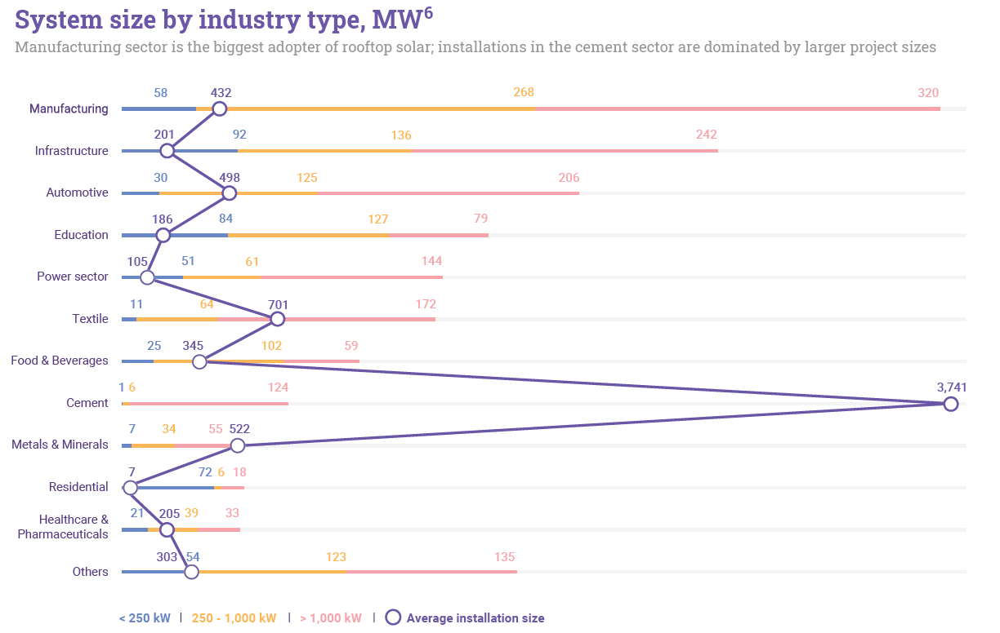 System size by industry type, MW6
Manufacturing sector is the biggest adopter of rooftop solar; installations in the cement sector are dominated by larger project sizes
58 432 268 320
Manufacturing
201 92 136 242
Infrastructure
30 498 125 206
Automotive
186 84 127 79
Education
105 51 61 144
Power sector
11 64 701 172
Textile
25 345 102 59
Food & Beverages
1 6 124 3,741
Cement
7 34 55 522
Metals & Minerals
7 72 6 18
Residential
21 205 39 33
Healthcare &
Pharmaceuticals
303 54 123 135
Others
< 250 kW | 250 - 1,000 kW | > 1,000 kW | Average installation size